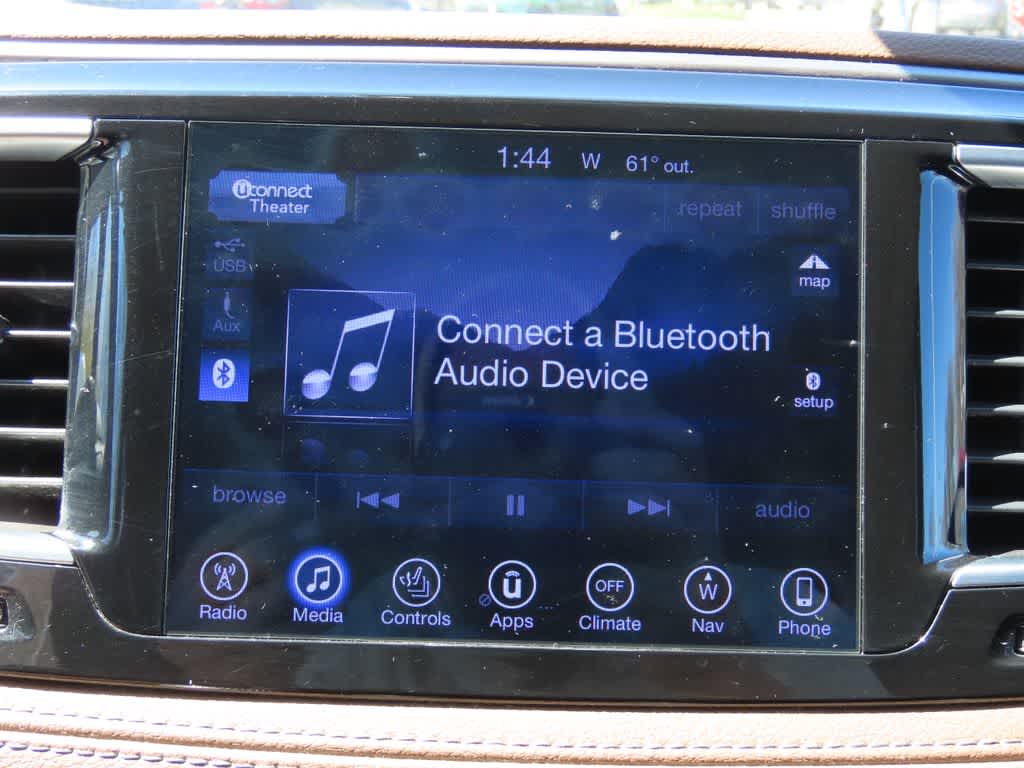 1:44 W 61° out.
uconnect
Theater
repeat shuffle
USB
map
Aux
Connect a Bluetooth
Audio Device
setup
browse audio
Radio Media Controls Apps OFF Climate W Nav Phone